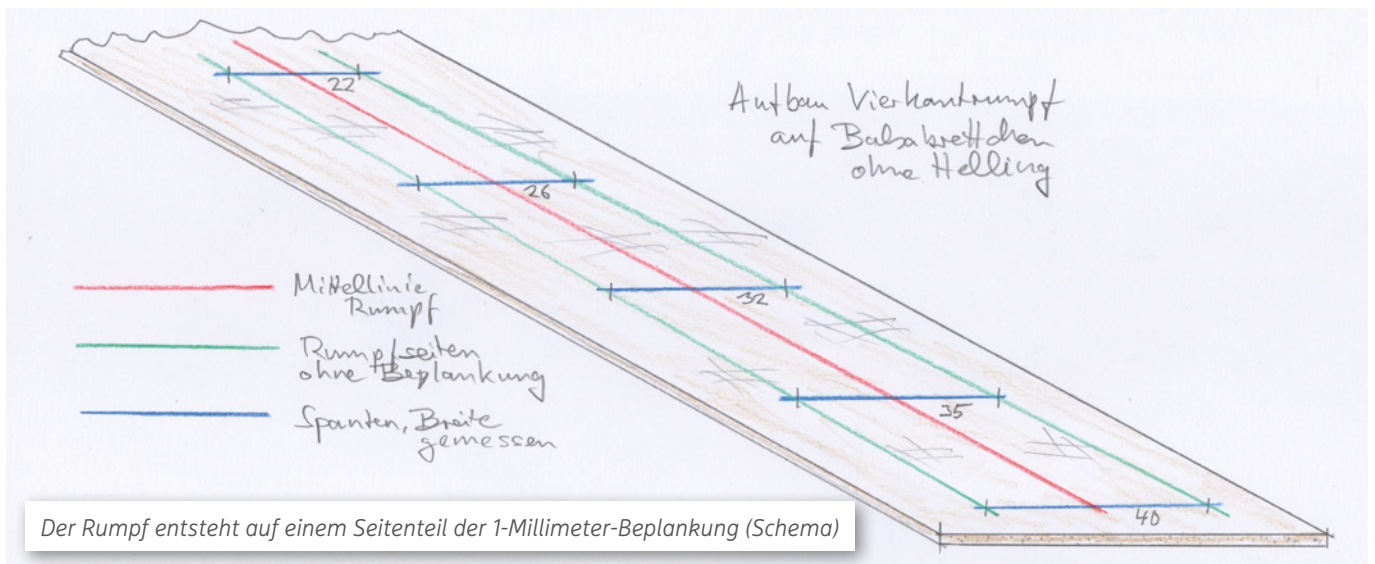 22
Aufbau Vierkantrumpf
auf Balsabrettchen
ohne Helling
26
Mittellinie
Rumpf
32
Rumpfseiten
ohne Beplankung
35
Spanten, Breite
gemessen
40
Der Rumpf entsteht auf einem Seitenteil der 1-Millimeter-Beplankung (Schema)